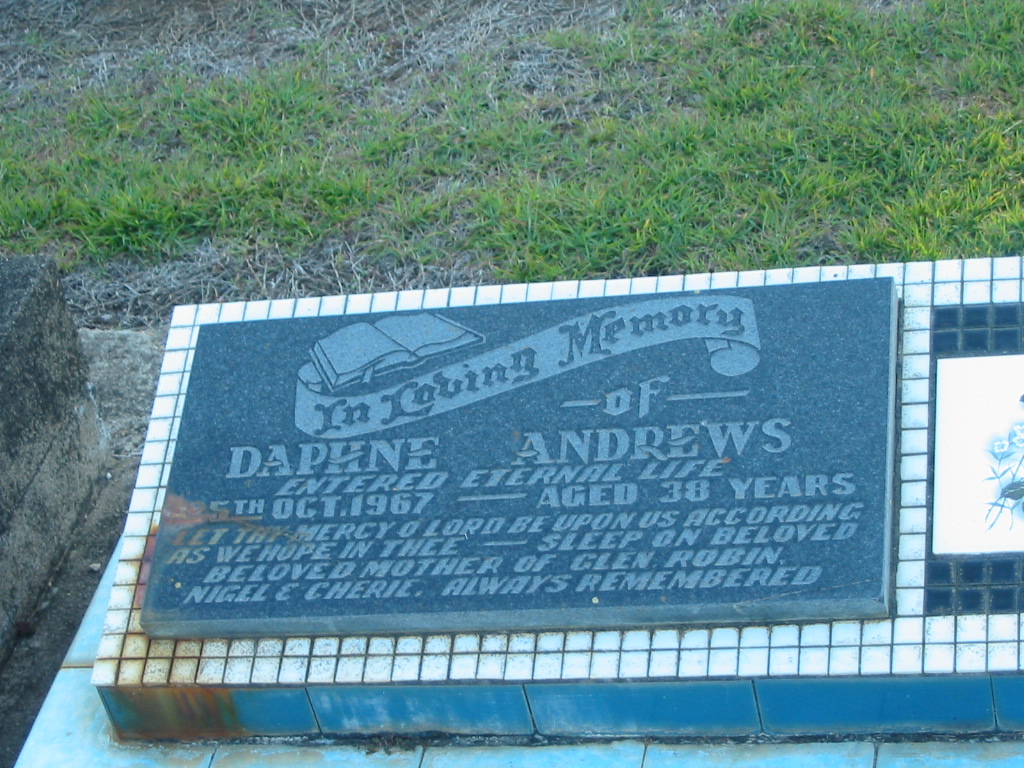 In Loving Memory
OF
DAPHNE ANDREWS
ENTERED ETERNAL LIFE
25TH OCT. 1967 — AGED 38 YEARS
LET THY MERCY O LORD BE UPON US ACCORDING
AS WE HOPE IN THEE — SLEEP ON BELOVED
BELOVED MOTHER OF GLEN ROBIN,
NIGEL & CHERIE. ALWAYS REMEMBERED